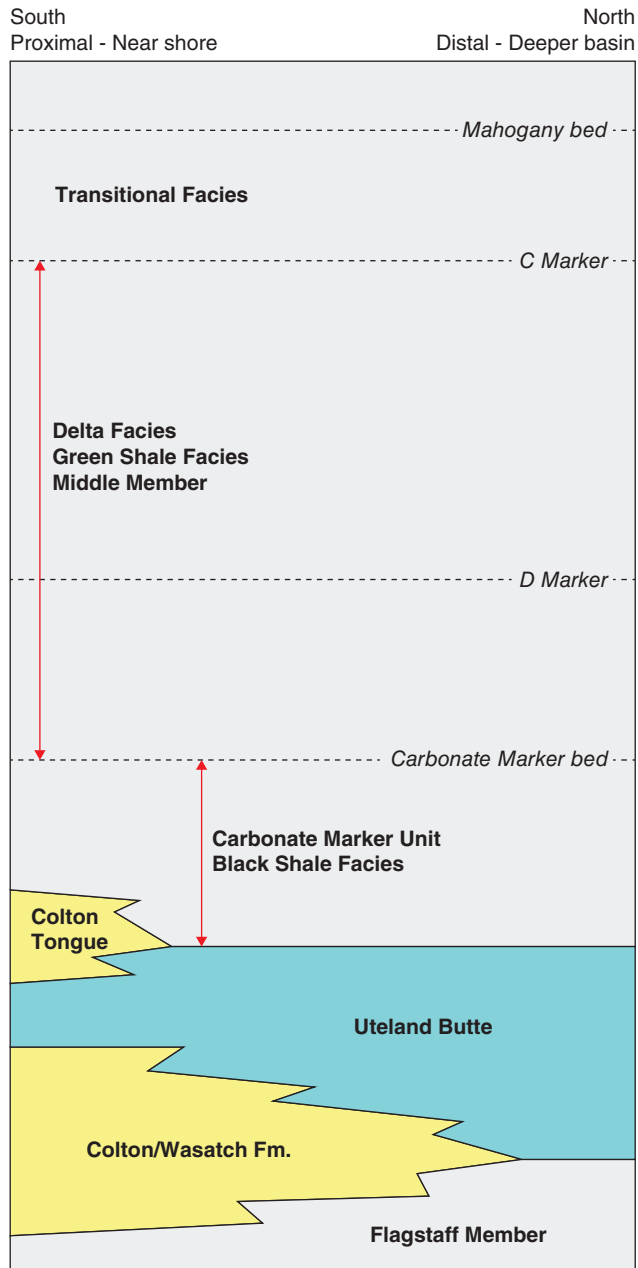 South
North
Proximal - Near shore
Distal - Deeper basin
Mahogany bed
Transitional Facies
C Marker
Delta Facies
Green Shale Facies
Middle Member
D Marker
Carbonate Marker bed
Carbonate Marker Unit
Black Shale Facies
Colton
Tongue
Uteland Butte
Colton/Wasatch Fm.
Flagstaff Member